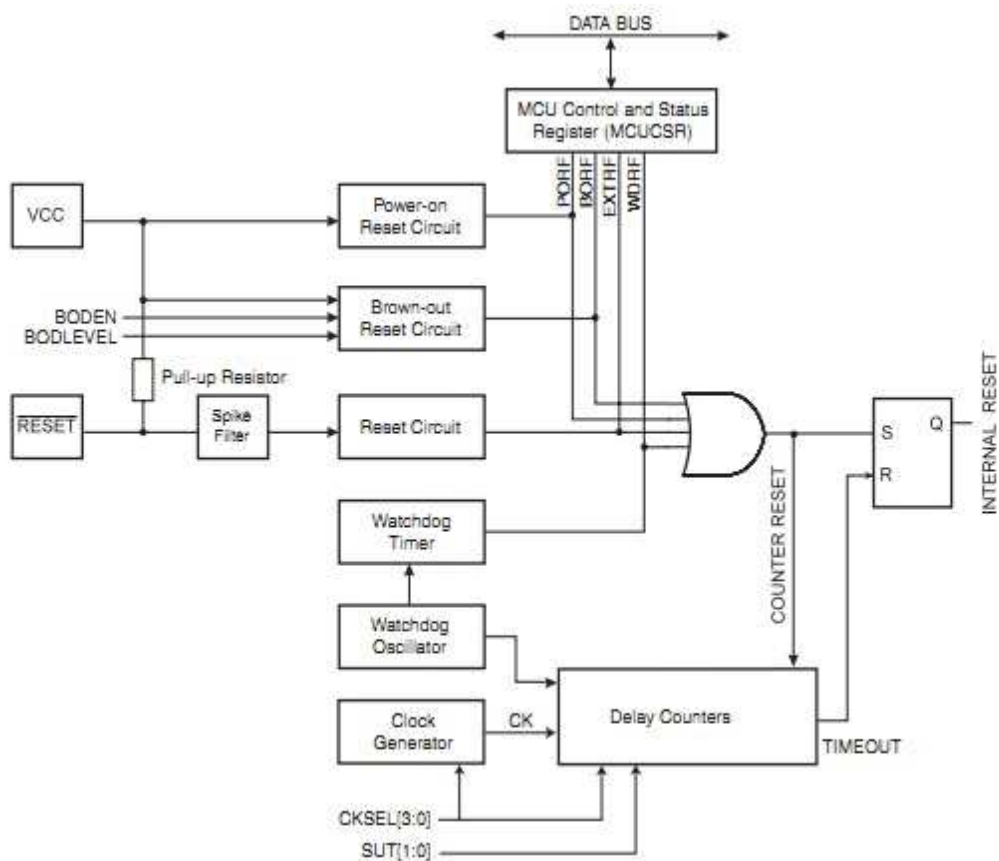 DATA BUS
MCU Control and Status
Register (MCUCSR)
PORF
BORF
EXTRF
WDRF
VCC
Power-on
Reset Circuit
BODEN
BODLEVEL
Brown-out
Reset Circuit
Pull-up Resistor
RESET
Spike
Filter
Reset Circuit
S
Q
R
INTERNAL RESET
COUNTER RESET
Watchdog
Timer
Watchdog
Oscillator
Clock
Generator
CK
Delay Counters
TIMEOUT
CKSEL[3:0]
SUT[1:0]